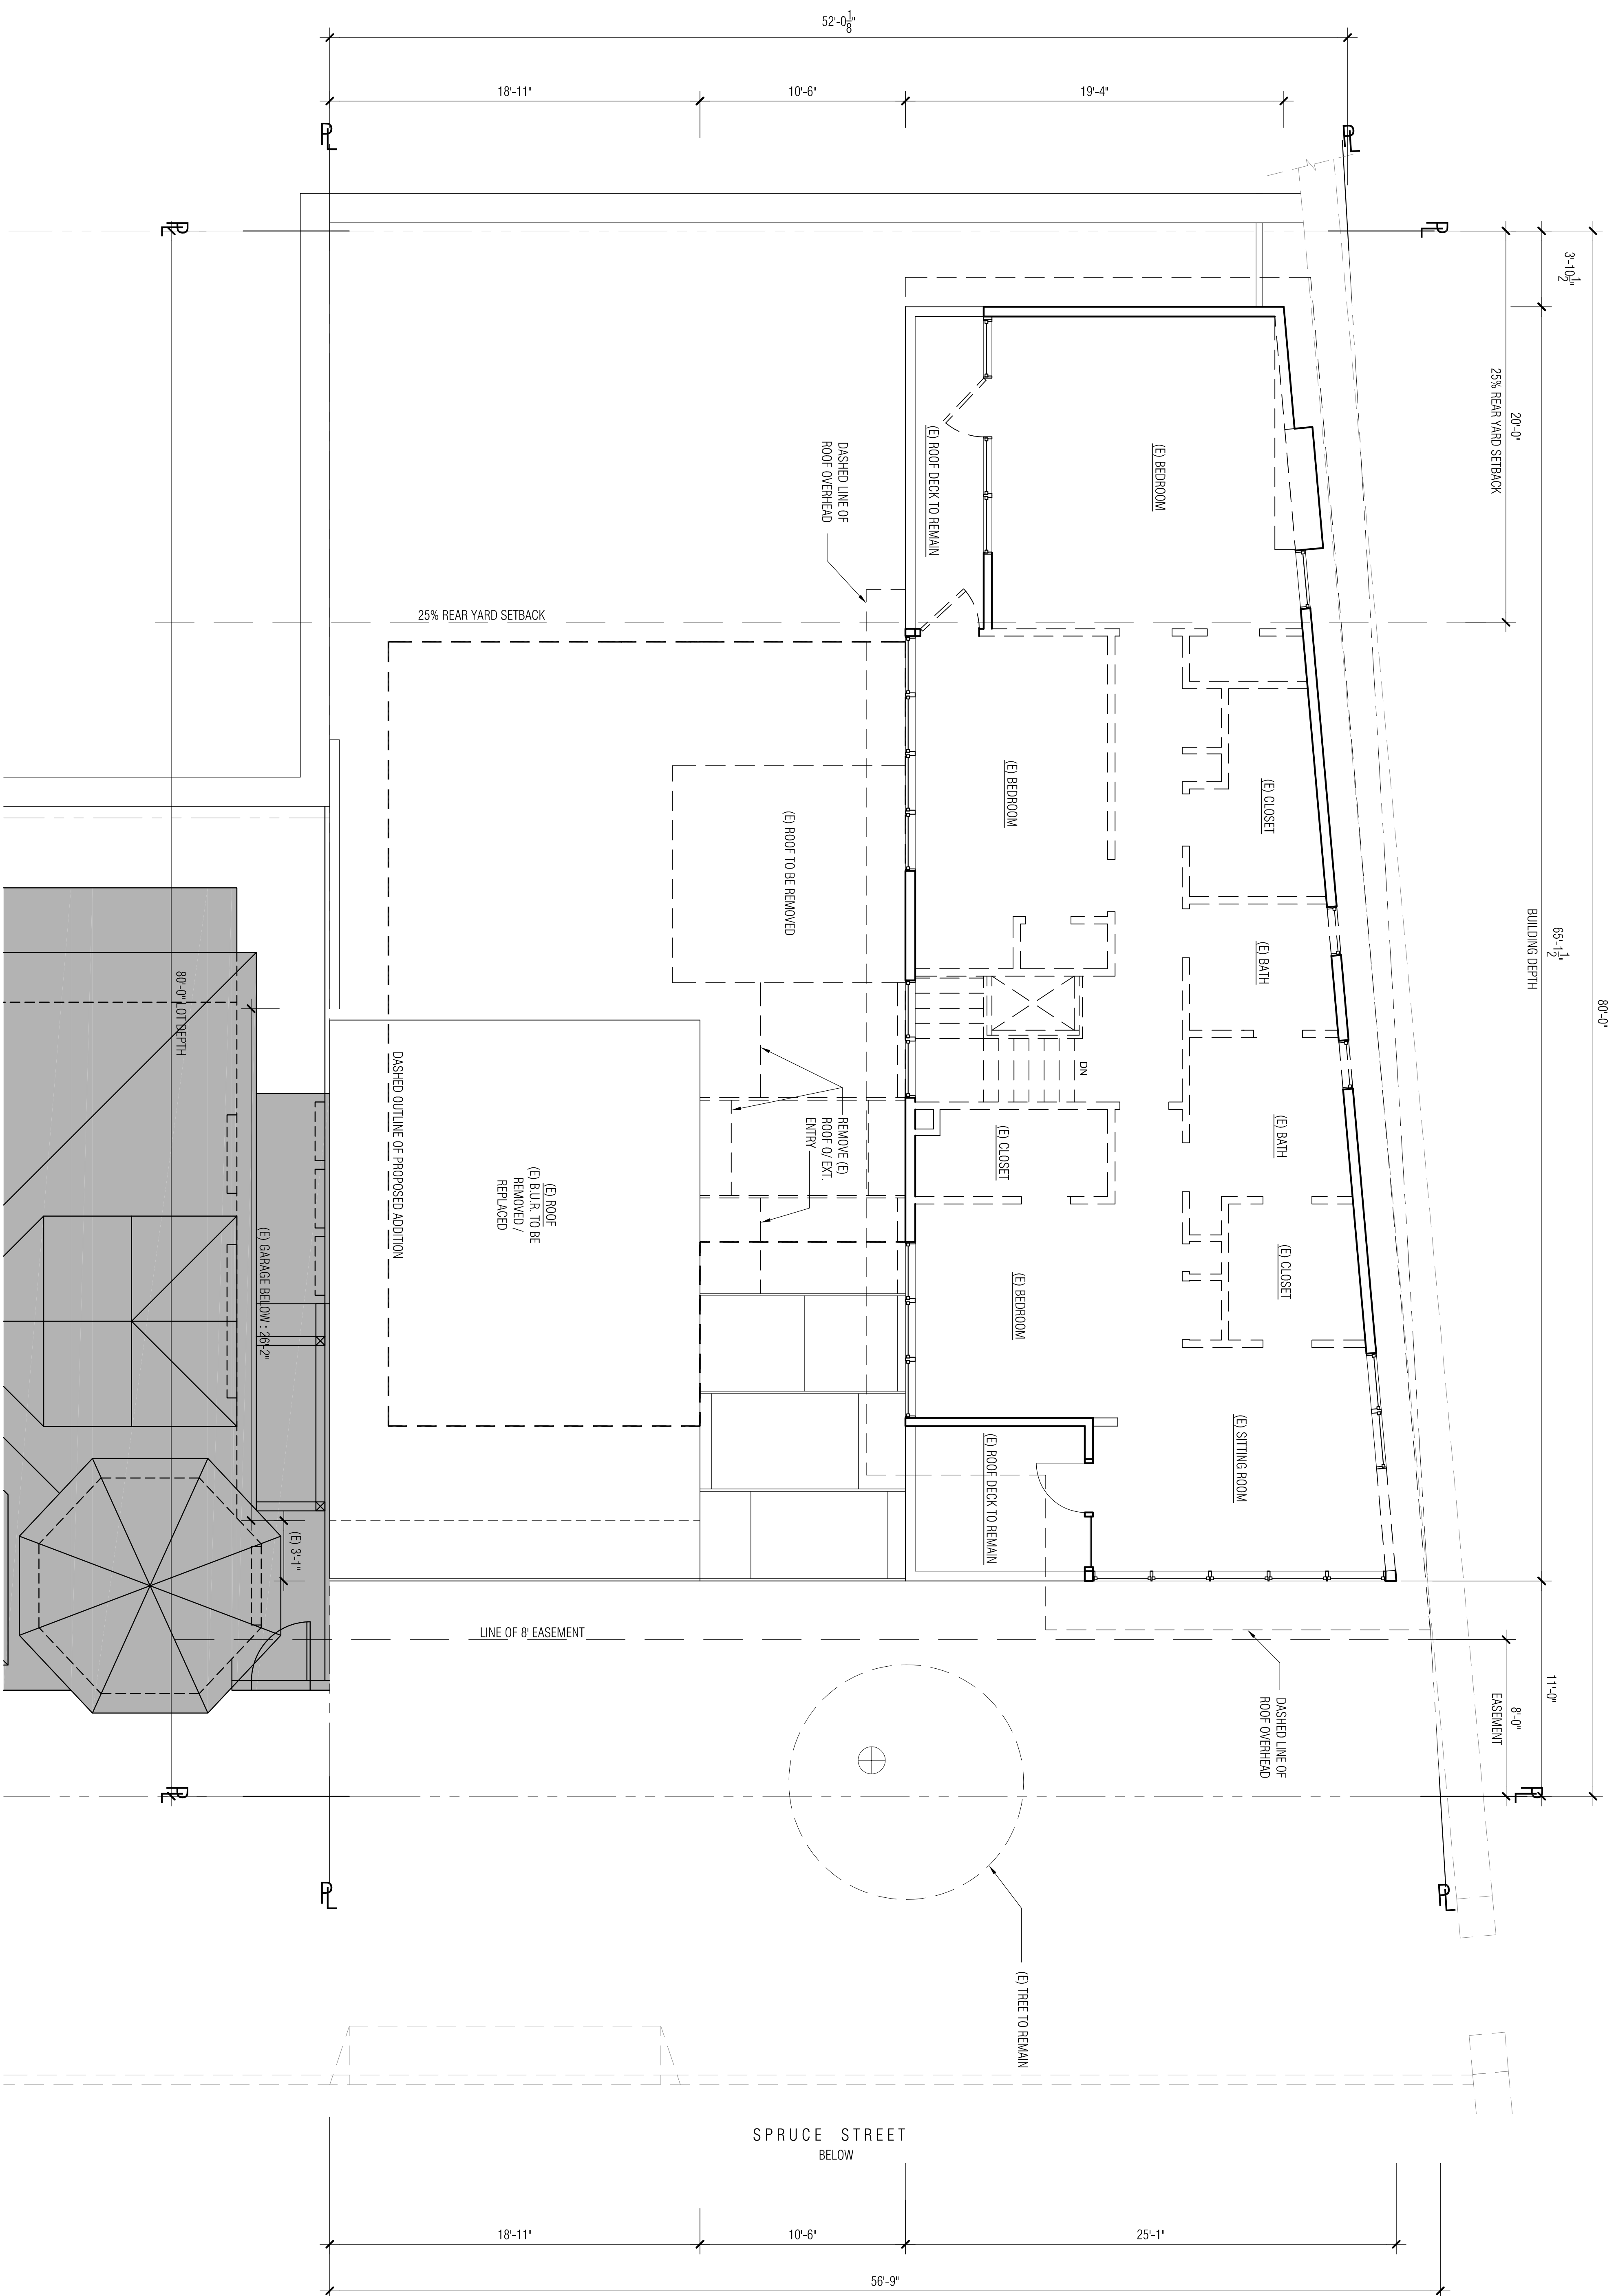 52'-0 1/8"
18'-11"
10'-6"
19'-4"
PL
PL
PL
PL
3'-10 1/2"
20'-0"
25% REAR YARD SETBACK
65'-1 1/2"
BUILDING DEPTH
80'-0"
(E) BEDROOM
(E) ROOF DECK TO REMAIN
DASHED LINE OF
ROOF OVERHEAD
25% REAR YARD SETBACK
(E) BEDROOM
(E) CLOSET
(E) ROOF TO BE REMOVED
(E) BATH
80'-0" LOT DEPTH
DN
DASHED OUTLINE OF PROPOSED ADDITION
REMOVE (E)
ROOF O/ EXT.
ENTRY
(E) CLOSET
(E) BATH
(E) ROOF
(E) B.U.R. TO BE
REMOVED /
REPLACED
(E) GARAGE BELOW : 26'-2"
(E) BEDROOM
(E) CLOSET
(E) SITTING ROOM
(E) ROOF DECK TO REMAIN
(E) 3'-1"
LINE OF 8' EASEMENT
DASHED LINE OF
ROOF OVERHEAD
11'-0"
8'-0"
EASEMENT
PL
PL
PL
PL
(E) TREE TO REMAIN
SPRUCE STREET
BELOW
18'-11"
10'-6"
25'-1"
56'-9"